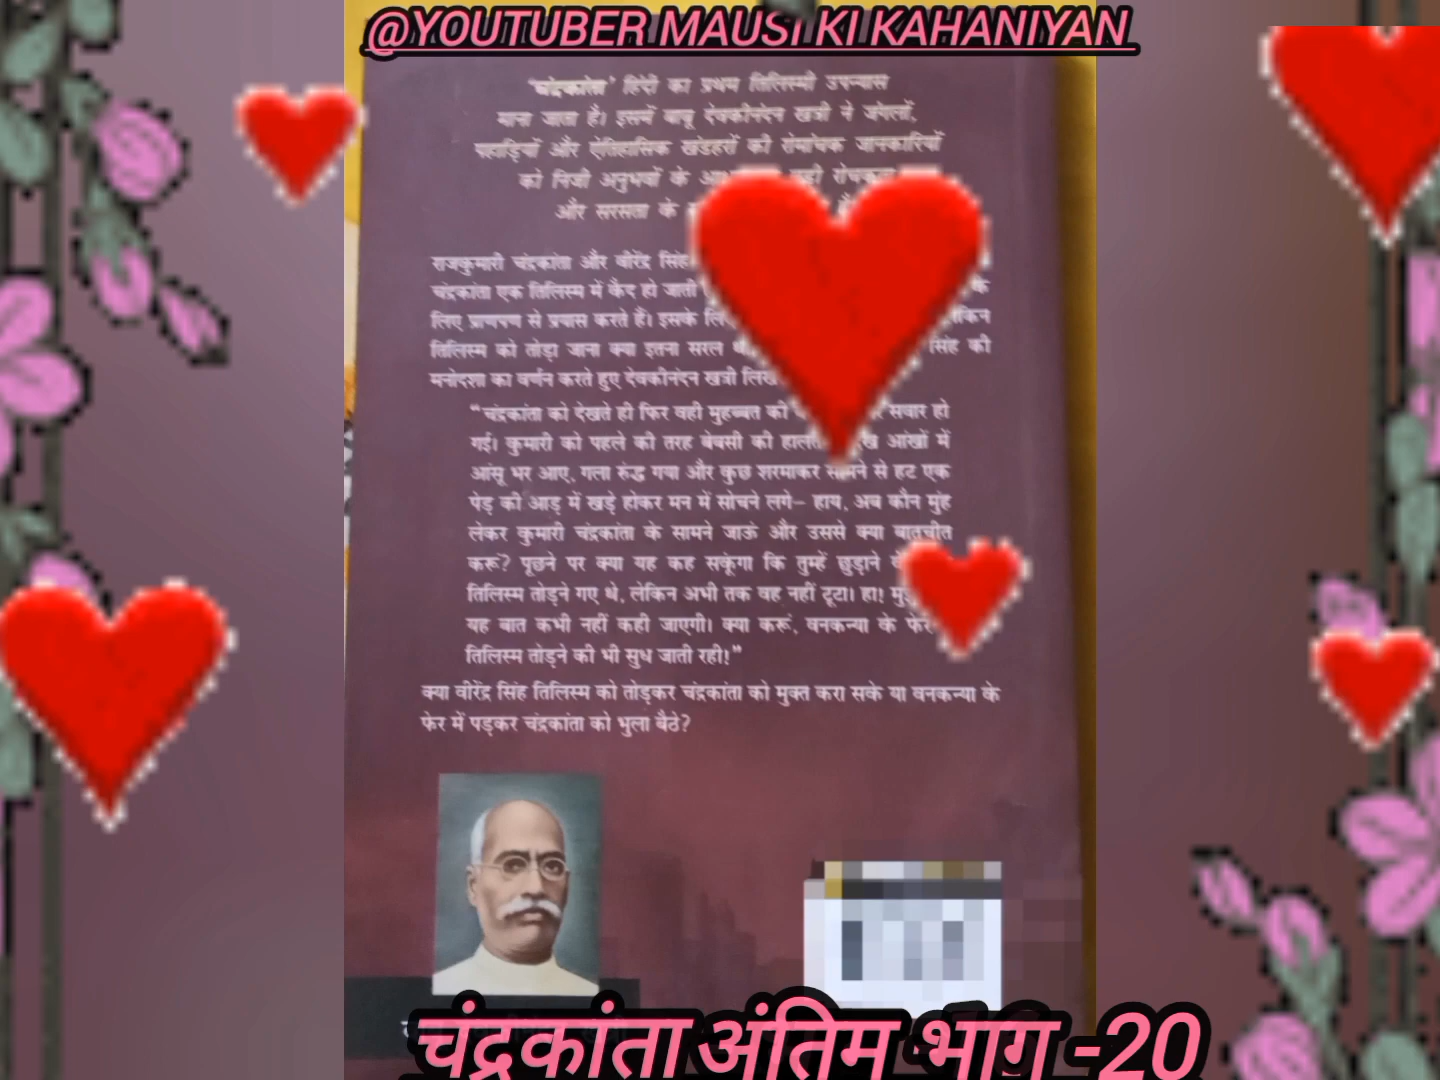 @YOUTUBER MAUSI KI KAHANIYAN
'चंद्रकांता' हिंदी का प्रथम तिलिस्मी उपन्यास
माना जाता है। इसमें बाबू देवकीनंदन खत्री ने जंगलों,
पहाड़ियों और ऐतिहासिक खंडहरों की रोमांचक जानकारियों
को निजी अनुभवों के
और सरसता के
राजकुमारी चंद्रकांता और वीरेंद्र सिंह
चंद्रकांता एक तिलिस्म में कैद हो जाती के
लिए प्राणपण से प्रयास करते हैं। इसके
तिलिस्म को तोड़ा जाना क्या इतना सरल सिंह की
मनोदशा का वर्णन करते हुए देवकीनंदन खत्री
"चंद्रकांता को देखते ही फिर वही मुहब्बत की सवार हो
गई। कुमारी को पहले की तरह बेबसी की आंखों में
आंसू भर आए, गला रुंद्ध गया और कुछ शरमाकर सामने से हट एक
पेड़ की आड़ में खड़े होकर मन में सोचने लगे– हाय, अब कौन मुंह
लेकर कुमारी चंद्रकांता के सामने जाऊं और उससे क्या बातचीत
करूं? पूछने पर क्या यह कह सकूंगा कि तुम्हें छुड़ाने
तिलिस्म तोड़ने गए थे, लेकिन अभी तक वह नहीं टूटा। हा!
यह बात कभी नहीं कही जाएगी। क्या करूं, वनकन्या के
तिलिस्म तोड़ने की भी सुध जाती रही!"
क्या वीरेंद्र सिंह तिलिस्म को तोड़कर चंद्रकांता को मुक्त करा सके या वनकन्या के
फेर में पड़कर चंद्रकांता को भुला बैठे?
चंद्रकांता अंतिम भाग -20